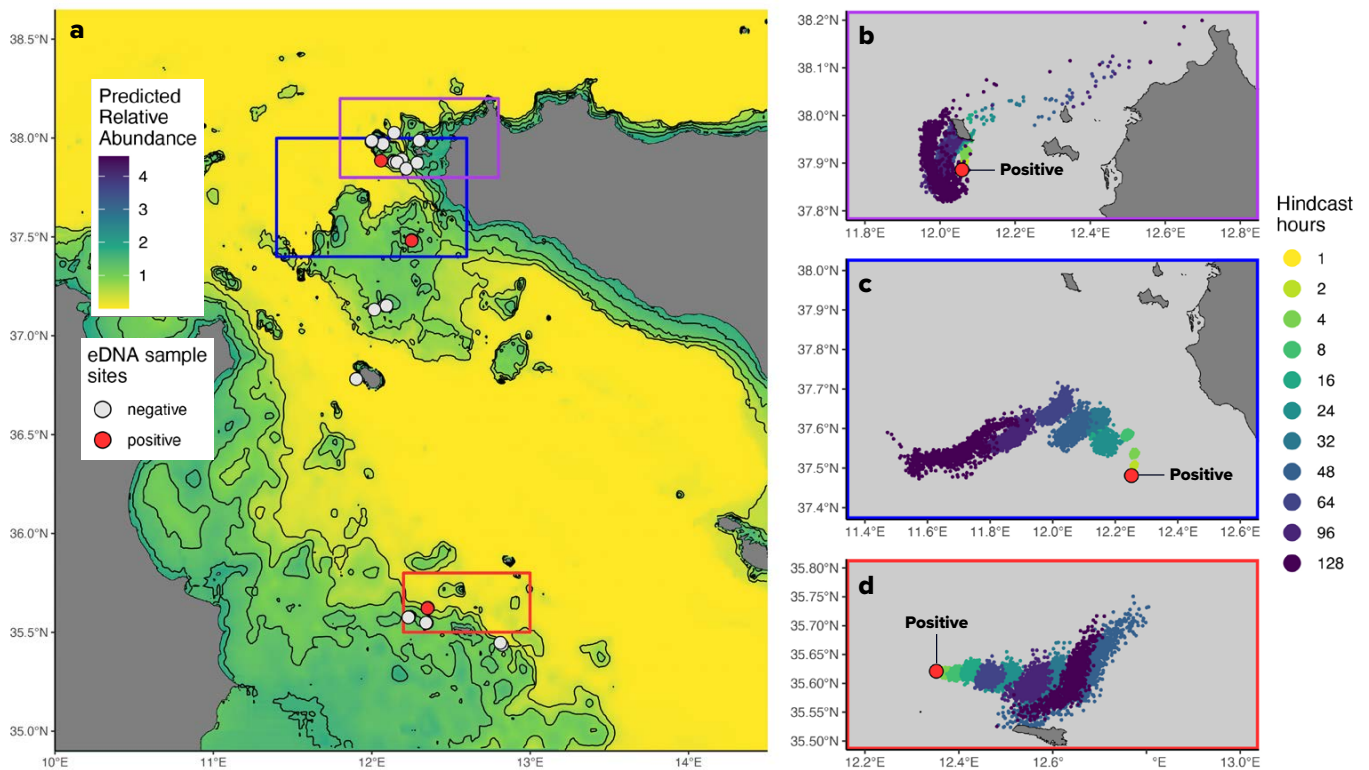 a
38.5°N
38.0°N
37.5°N
37.0°N
36.5°N
36.0°N
35.5°N
35.0°N
10°E
11°E
12°E
13°E
14°E
Predicted
Relative
Abundance
4
3
2
1
eDNA sample
sites
negative
positive
b
38.2°N
38.1°N
38.0°N
37.9°N
37.8°N
Positive
11.8°E
12.0°E
12.2°E
12.4°E
12.6°E
12.8°E
c
38.0°N
37.9°N
37.8°N
37.7°N
37.6°N
37.5°N
37.4°N
Positive
11.4°E
11.6°E
11.8°E
12.0°E
12.2°E
12.4°E
12.6°E
d
35.80°N
35.75°N
35.70°N
35.65°N
35.60°N
35.55°N
35.50°N
Positive
12.2°E
12.4°E
12.6°
°E
13.0°E
Hindcast
hours
1
2
4
8
16
24
32
48
64
96
128